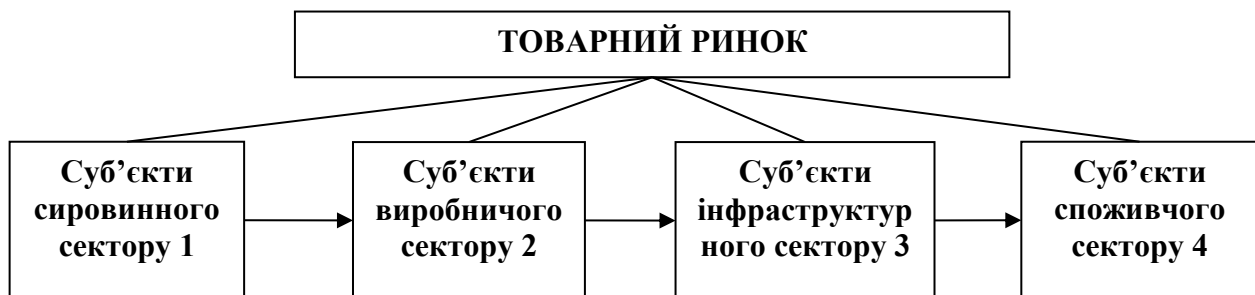 ТОВАРНИЙ РИНОК
Суб’єкти
сировинного
сектору 1
Суб’єкти
виробничого
сектору 2
Суб’єкти
інфраструктур
ного сектору 3
Суб’єкти
споживчого
сектору 4